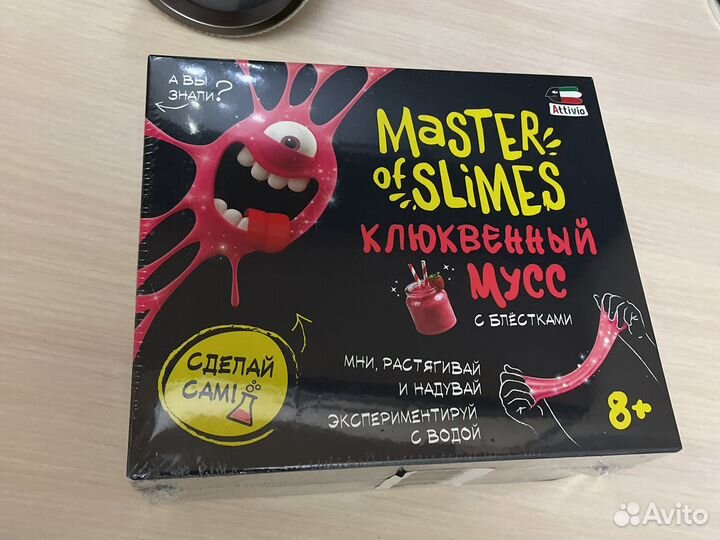 А ВЫ
ЗНАЛИ?
Attivio
MASTER
OF SLiMES
КЛЮКВЕННЫЙ
МУСС
С БЛЁСТКАМИ
СДЕЛАЙ
САМ!
МНИ, РАСТЯГИВАЙ
И НАДУВАЙ
ЭКСПЕРИМЕНТИРУЙ
С ВОДОЙ
8+
Avito